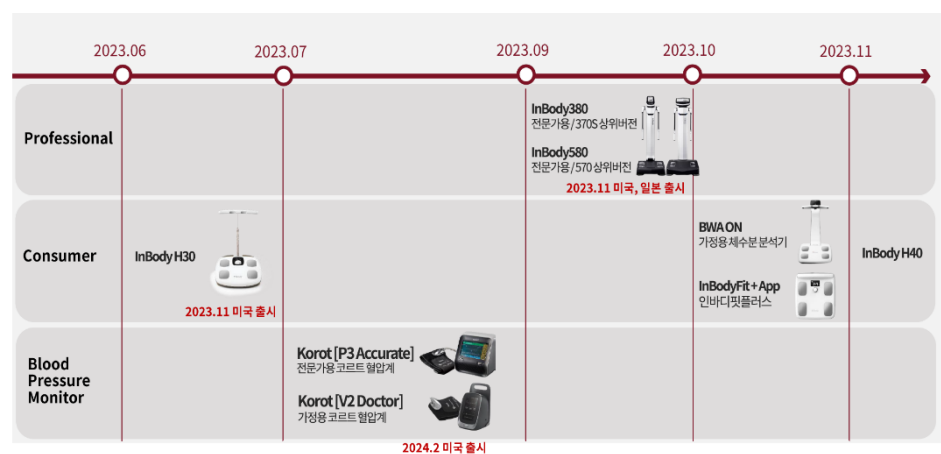 2023.06
2023.07
2023.09
2023.10
2023.11
Professional
InBody380
전문가용 / 370S 상위버전
InBody580
전문가용 / 570 상위버전
2023.11 미국, 일본 출시
Consumer
InBody H30
2023.11 미국 출시
BWA ON
가정용 체수분 분석기
InBodyFit + App
인바디핏플러스
InBody H40
Blood
Pressure
Monitor
Korot [P3 Accurate]
전문가용 코르트 혈압계
Korot [V2 Doctor]
가정용 코르트 혈압계
2024.2 미국 출시